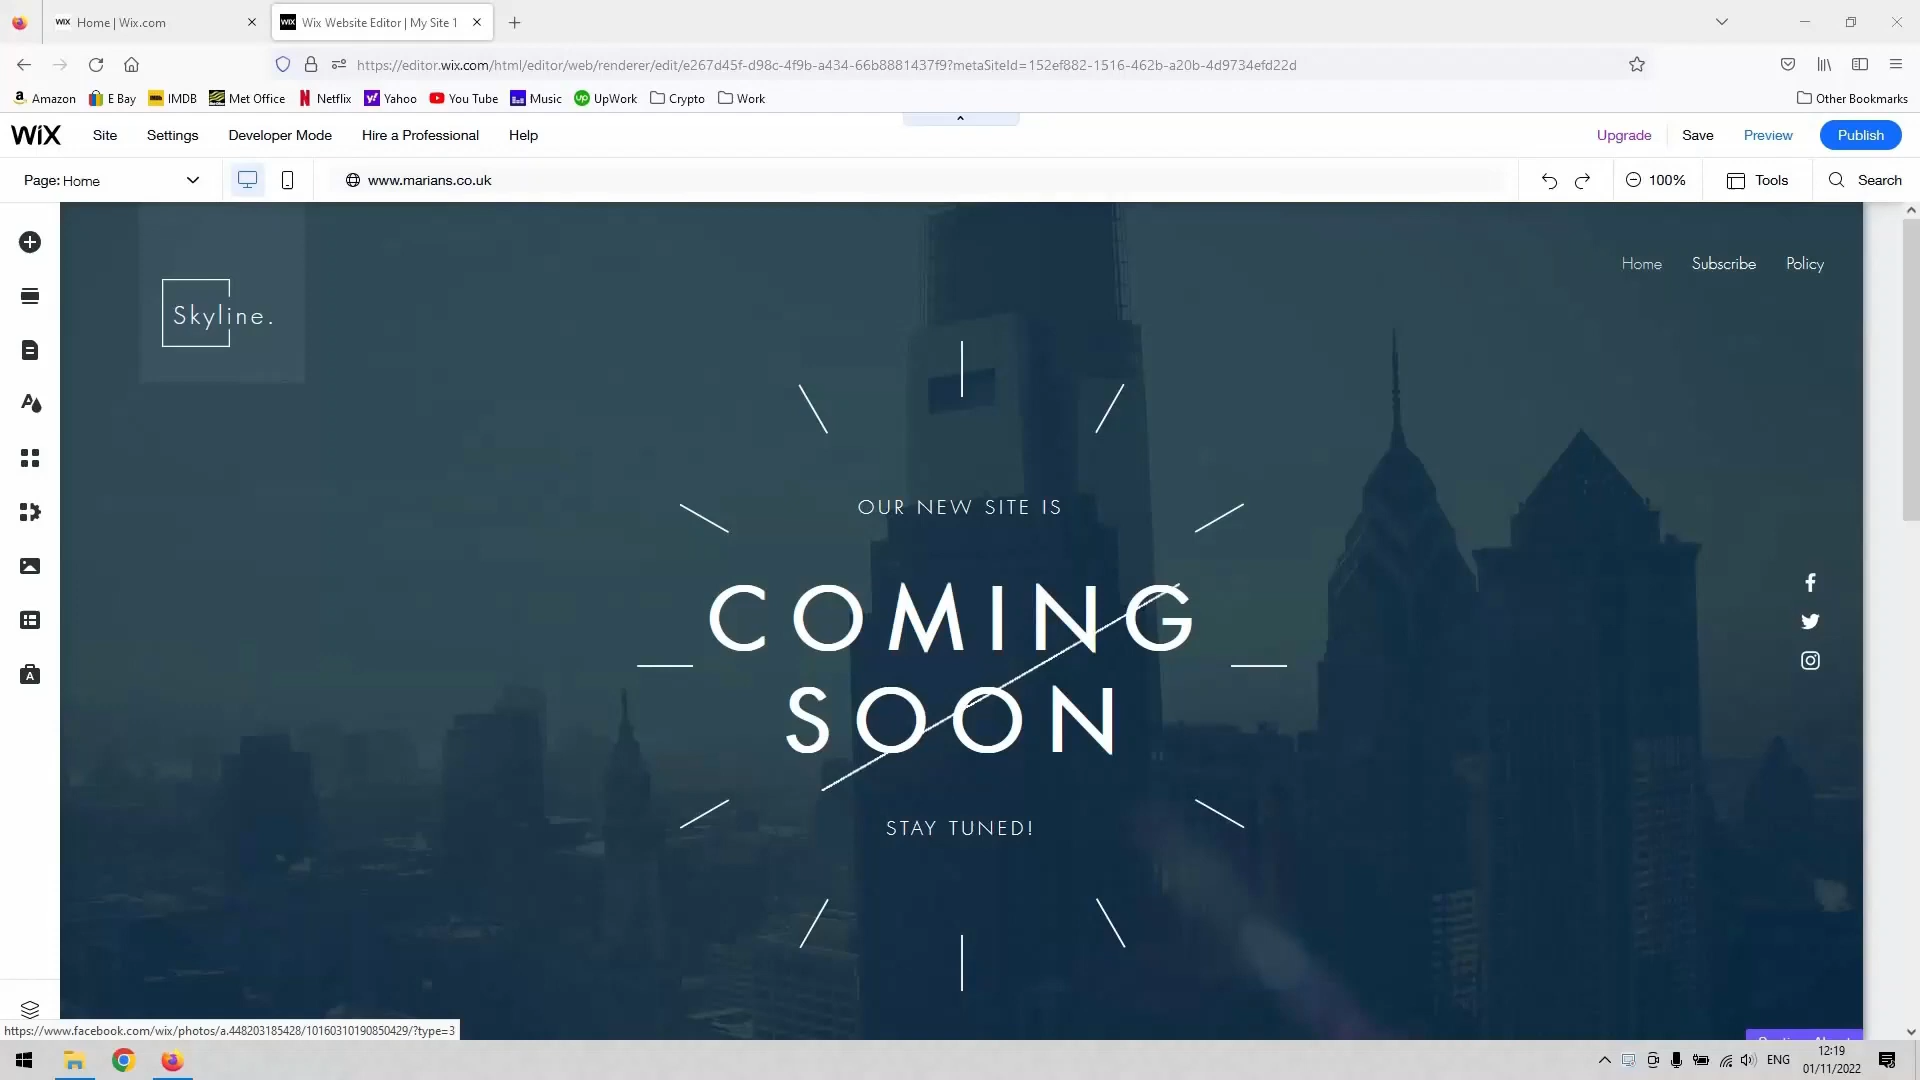 Home | Wix.com
Wix Website Editor | My Site 1
https://editor.wix.com/html/editor/web/renderer/edit/e267d45f-d98c-4f9b-a434-66b8881437f9?metaSiteId=152ef882-1516-462b-a20b-4d9734efd22d
Amazon E Bay IMDB Met Office Netflix Yahoo You Tube Music UpWork Crypto Work Other Bookmarks
WiX Site Settings Developer Mode Hire a Professional Help Upgrade Save Preview Publish
Page: Home www.marians.co.uk 100% Tools Search
Home Subscribe Policy
Skyline.
OUR NEW SITE IS
COMING
SOON
STAY TUNED!
https://www.facebook.com/wix/photos/a.448203185428/10160310190850429/?type=3
ENG
12:19
01/11/2022